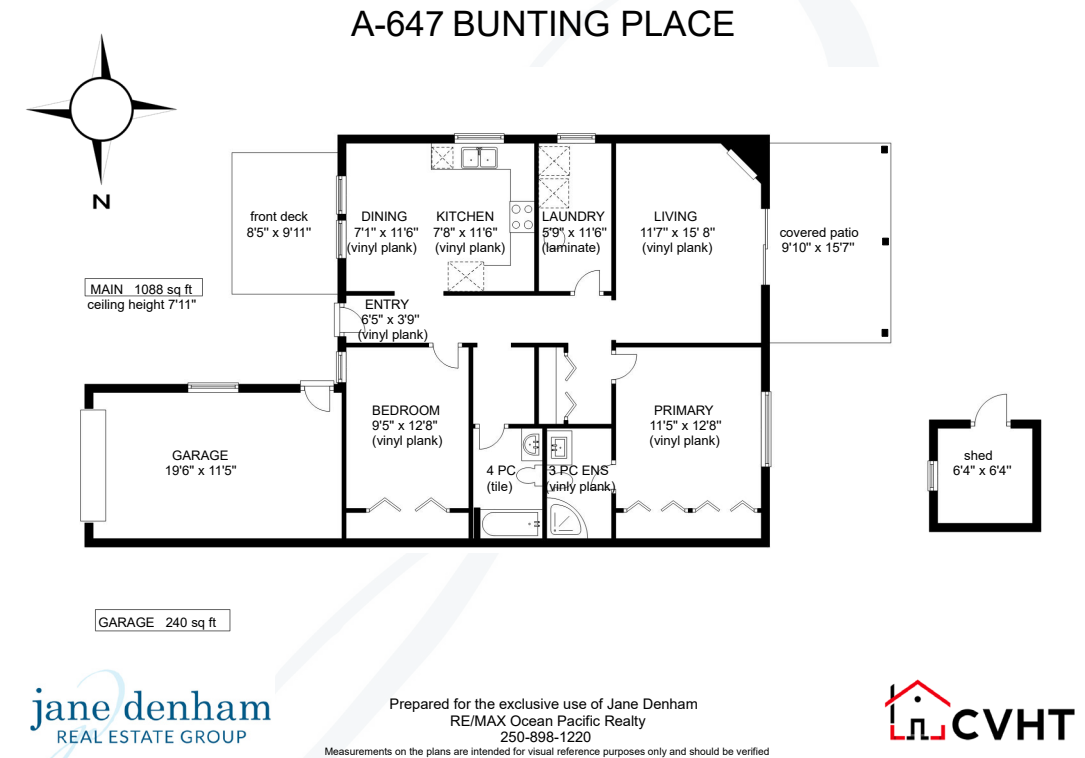 A-647 BUNTING PLACE
N
front deck
8'5" x 9'11"
DINING
7'1" x 11'6"
(vinyl plank)
KITCHEN
7'8" x 11'6"
(vinyl plank)
LAUNDRY
5'9" x 11'6"
(laminate)
LIVING
11'7" x 15' 8"
(vinyl plank)
covered patio
9'10" x 15'7"
MAIN 1088 sq ft
ceiling height 7'11"
ENTRY
6'5" x 3'9"
(vinyl plank)
BEDROOM
9'5" x 12'8"
(vinyl plank)
PRIMARY
11'5" x 12'8"
(vinyl plank)
GARAGE
19'6" x 11'5"
4 PC
(tile)
3 PC ENS
(vinly plank)
shed
6'4" x 6'4"
GARAGE 240 sq ft
jane denham
REAL ESTATE GROUP
Prepared for the exclusive use of Jane Denham
RE/MAX Ocean Pacific Realty
250-898-1220
Measurements on the plans are intended for visual reference purposes only and should be verified
CVHT